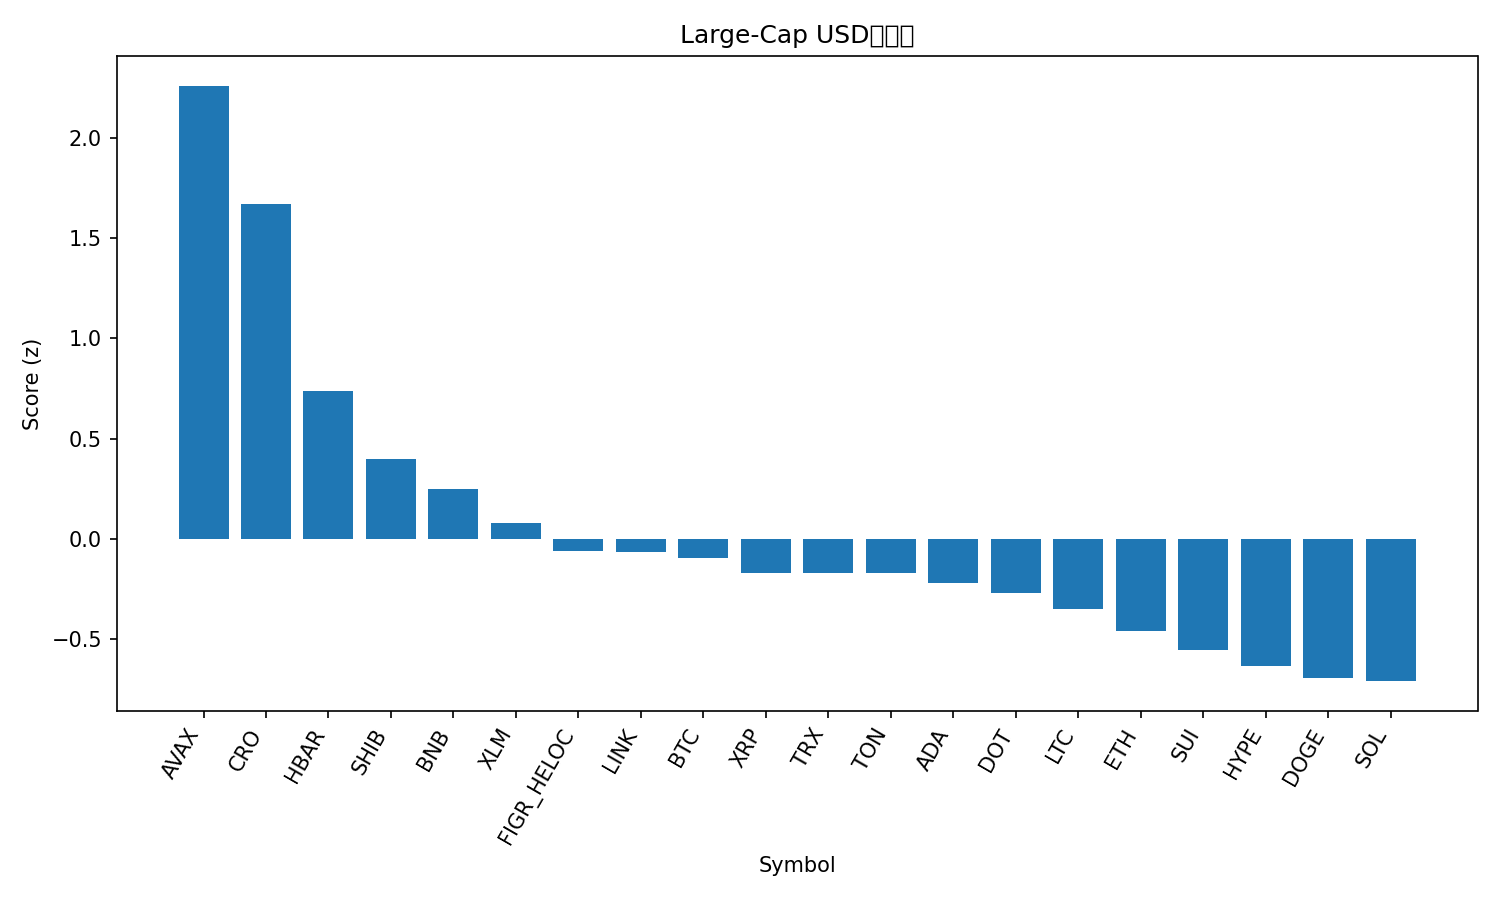 Large-Cap USD
Score (z)
2.0
1.5
1.0
0.5
0.0
−0.5
AVAX
CRO
HBAR
SHIB
BNB
XLM
FIGR_HELOC
LINK
BTC
XRP
TRX
TON
ADA
DOT
LTC
ETH
SUI
HYPE
DOGE
SOL
Symbol